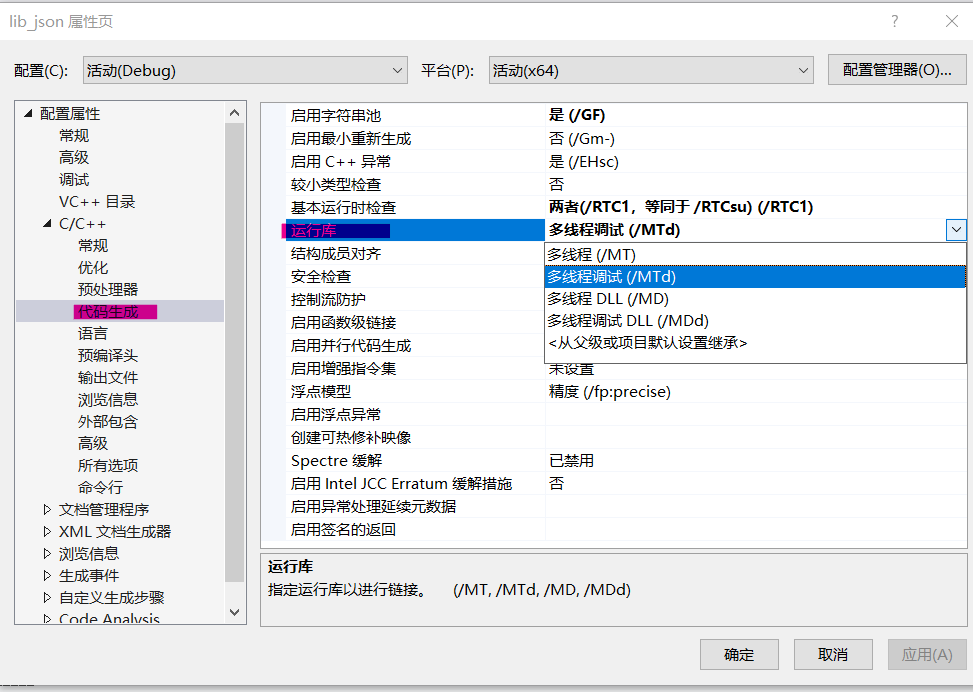 lib_json 属性页
配置(C): 活动(Debug) 平台(P): 活动(x64) 配置管理器(O)...
配置属性
常规
高级
调试
VC++ 目录
C/C++
常规
优化
预处理器
代码生成
语言
预编译头
输出文件
浏览信息
外部包含
高级
所有选项
命令行
文档管理程序
XML 文档生成器
浏览信息
生成事件
自定义生成步骤
Code Analysis
启用字符串池 是 (/GF)
启用最小重新生成 否 (/Gm-)
启用 C++ 异常 是 (/EHsc)
较小类型检查 否
基本运行时检查 两者(/RTC1，等同于 /RTCsu) (/RTC1)
运行库 多线程调试 (/MTd)
结构成员对齐
安全检查
控制流防护
启用函数级链接
启用并行代码生成
启用增强指令集 未设置
浮点模型 精度 (/fp:precise)
启用浮点异常
创建可热修补映像
Spectre 缓解 已禁用
启用 Intel JCC Erratum 缓解措施 否
启用异常处理延续元数据
启用签名的返回
多线程 (/MT)
多线程调试 (/MTd)
多线程 DLL (/MD)
多线程调试 DLL (/MDd)
<从父级或项目默认设置继承>
运行库
指定运行库以进行链接。 (/MT, /MTd, /MD, /MDd)
确定 取消 应用(A)